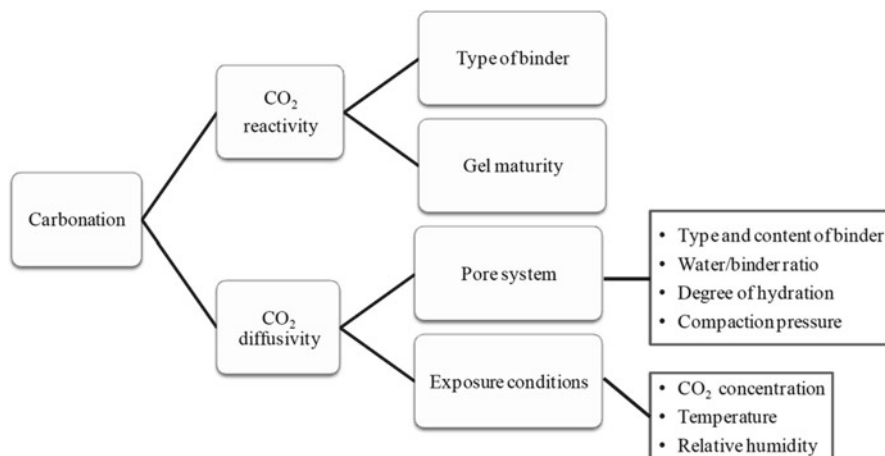 Carbonation
CO₂
reactivity
Type of binder
Gel maturity
CO₂
diffusivity
Pore system
• Type and content of binder
• Water/binder ratio
• Degree of hydration
• Compaction pressure
Exposure conditions
• CO₂ concentration
• Temperature
• Relative humidity